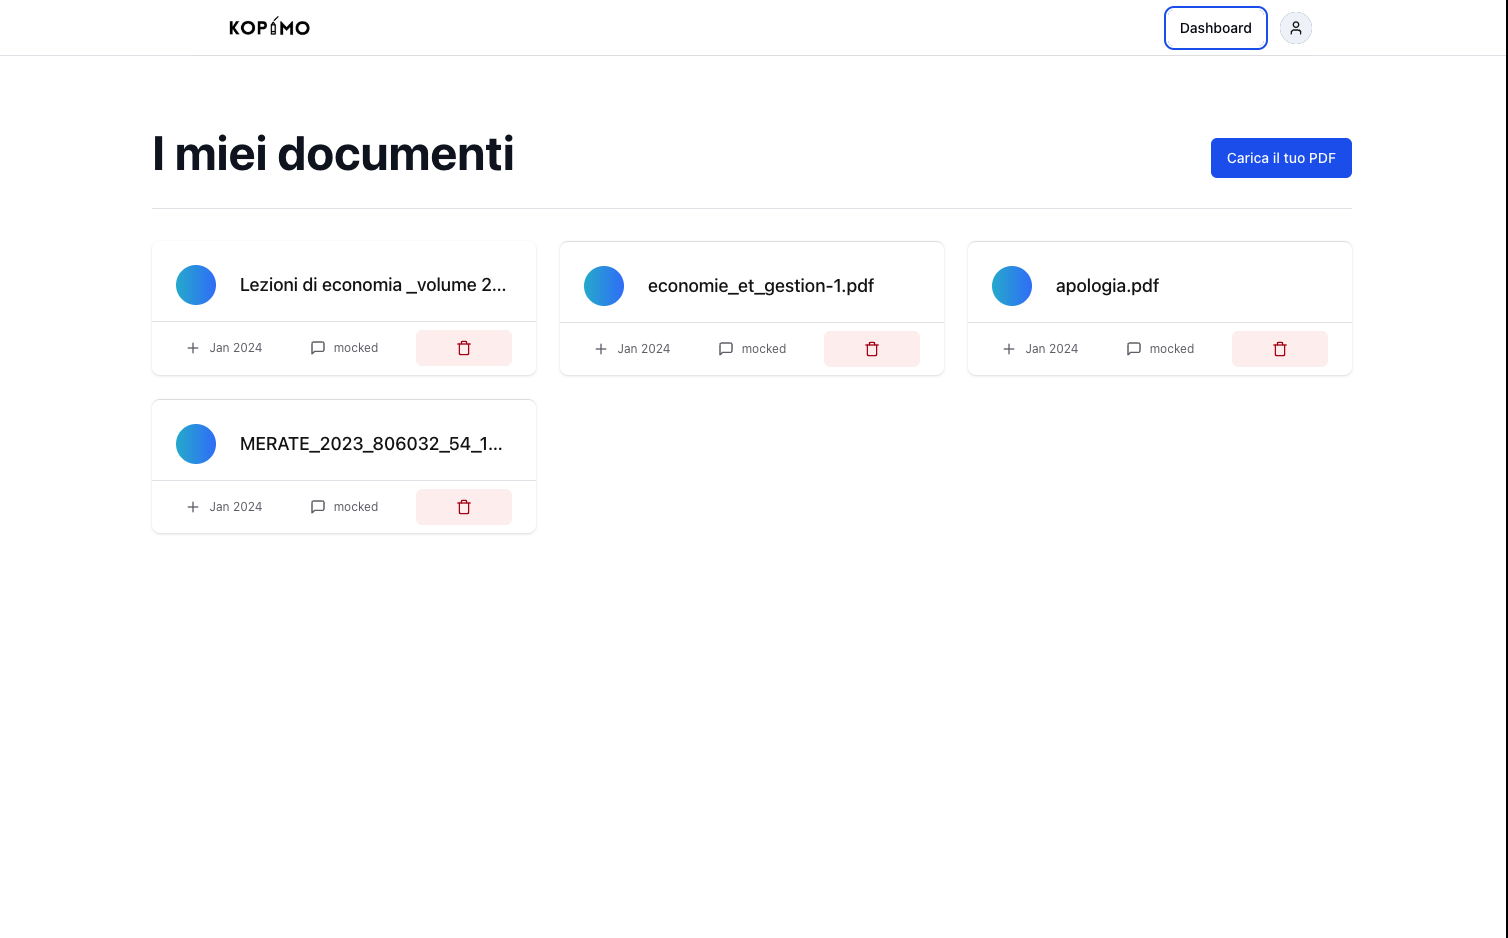 KOPIMO
Dashboard
I miei documenti
Carica il tuo PDF
Lezioni di economia _volume 2...
Jan 2024
mocked
economie_et_gestion-1.pdf
Jan 2024
mocked
apologia.pdf
Jan 2024
mocked
MERATE_2023_806032_54_1...
Jan 2024
mocked